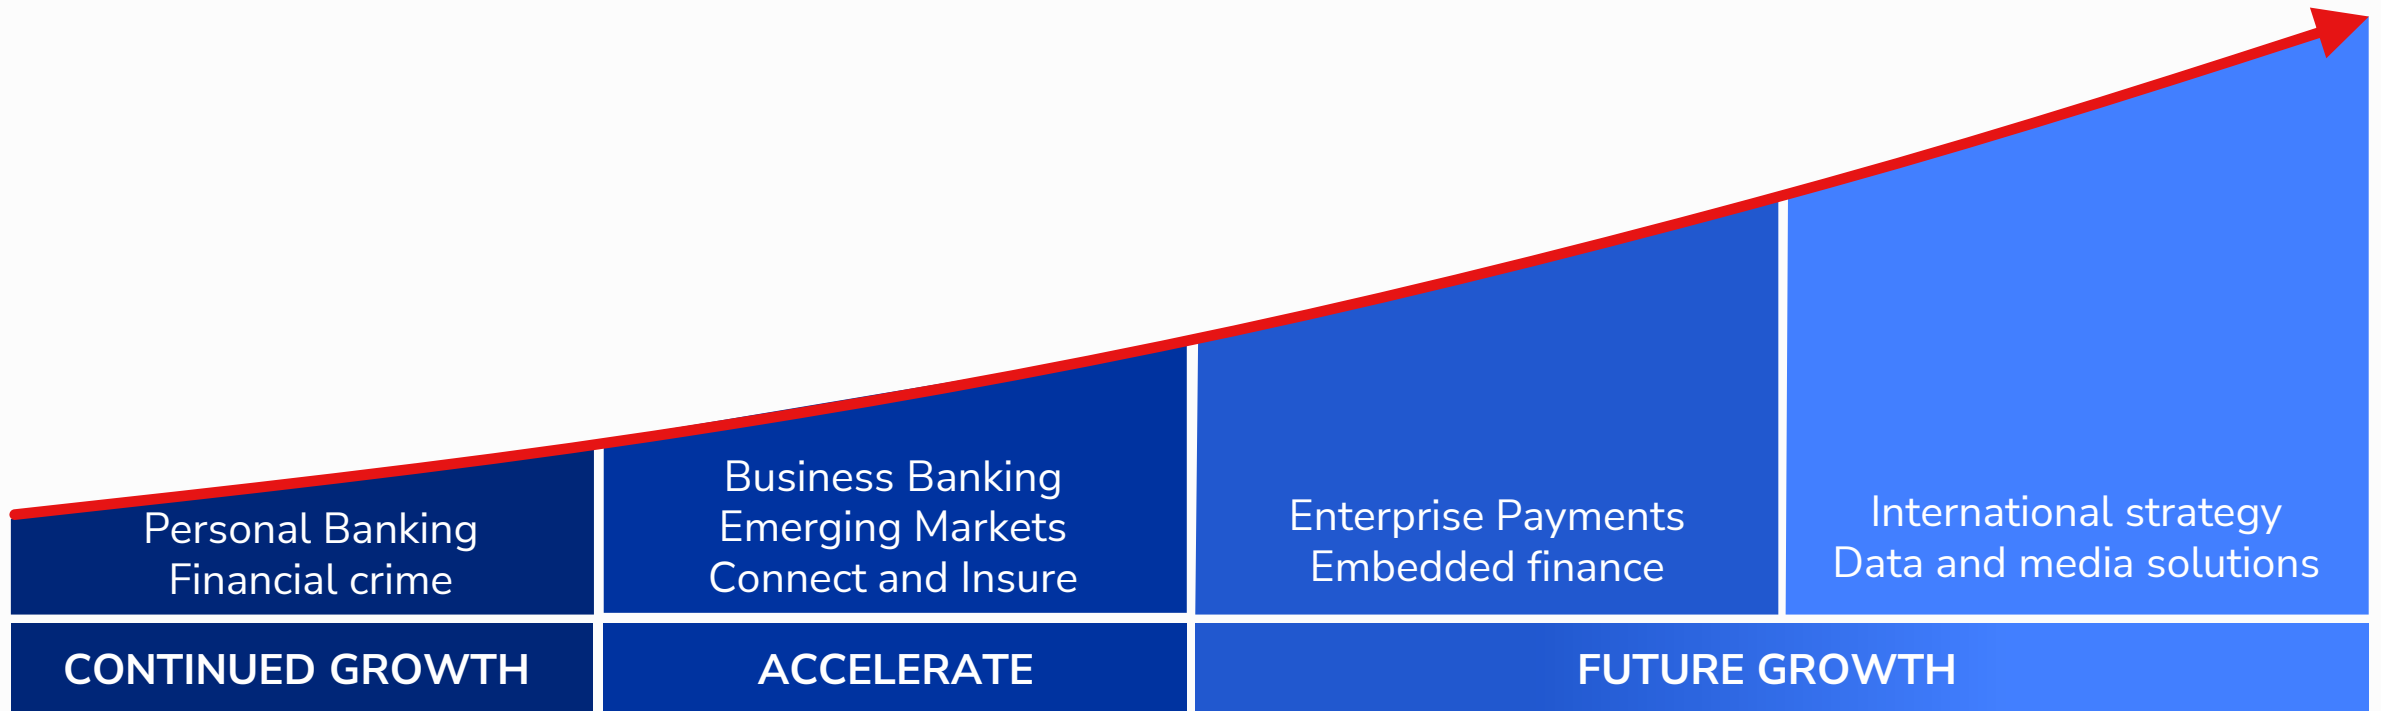 Personal Banking
Financial crime
Business Banking
Emerging Markets
Connect and Insure
Enterprise Payments
Embedded finance
International strategy
Data and media solutions
CONTINUED GROWTH
ACCELERATE
FUTURE GROWTH